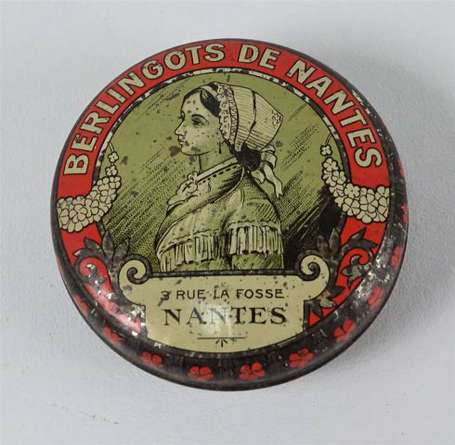 BERLINGOTS DE NANTES
3 RUE LA FOSSE
NANTES